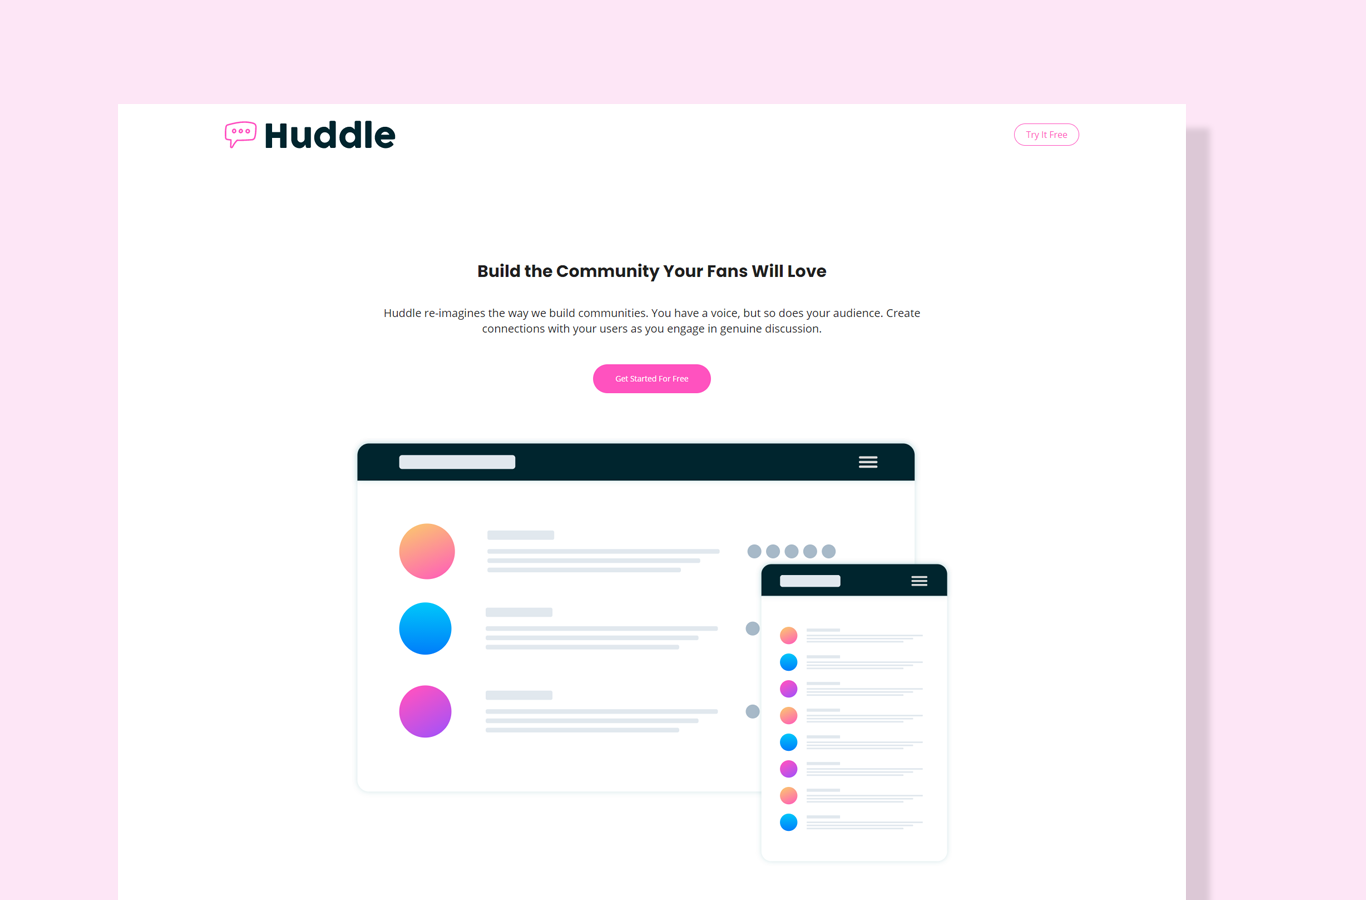 Huddle
Try It Free
Build the Community Your Fans Will Love
Huddle re-imagines the way we build communities. You have a voice, but so does your audience. Create
connections with your users as you engage in genuine discussion.
Get Started For Free